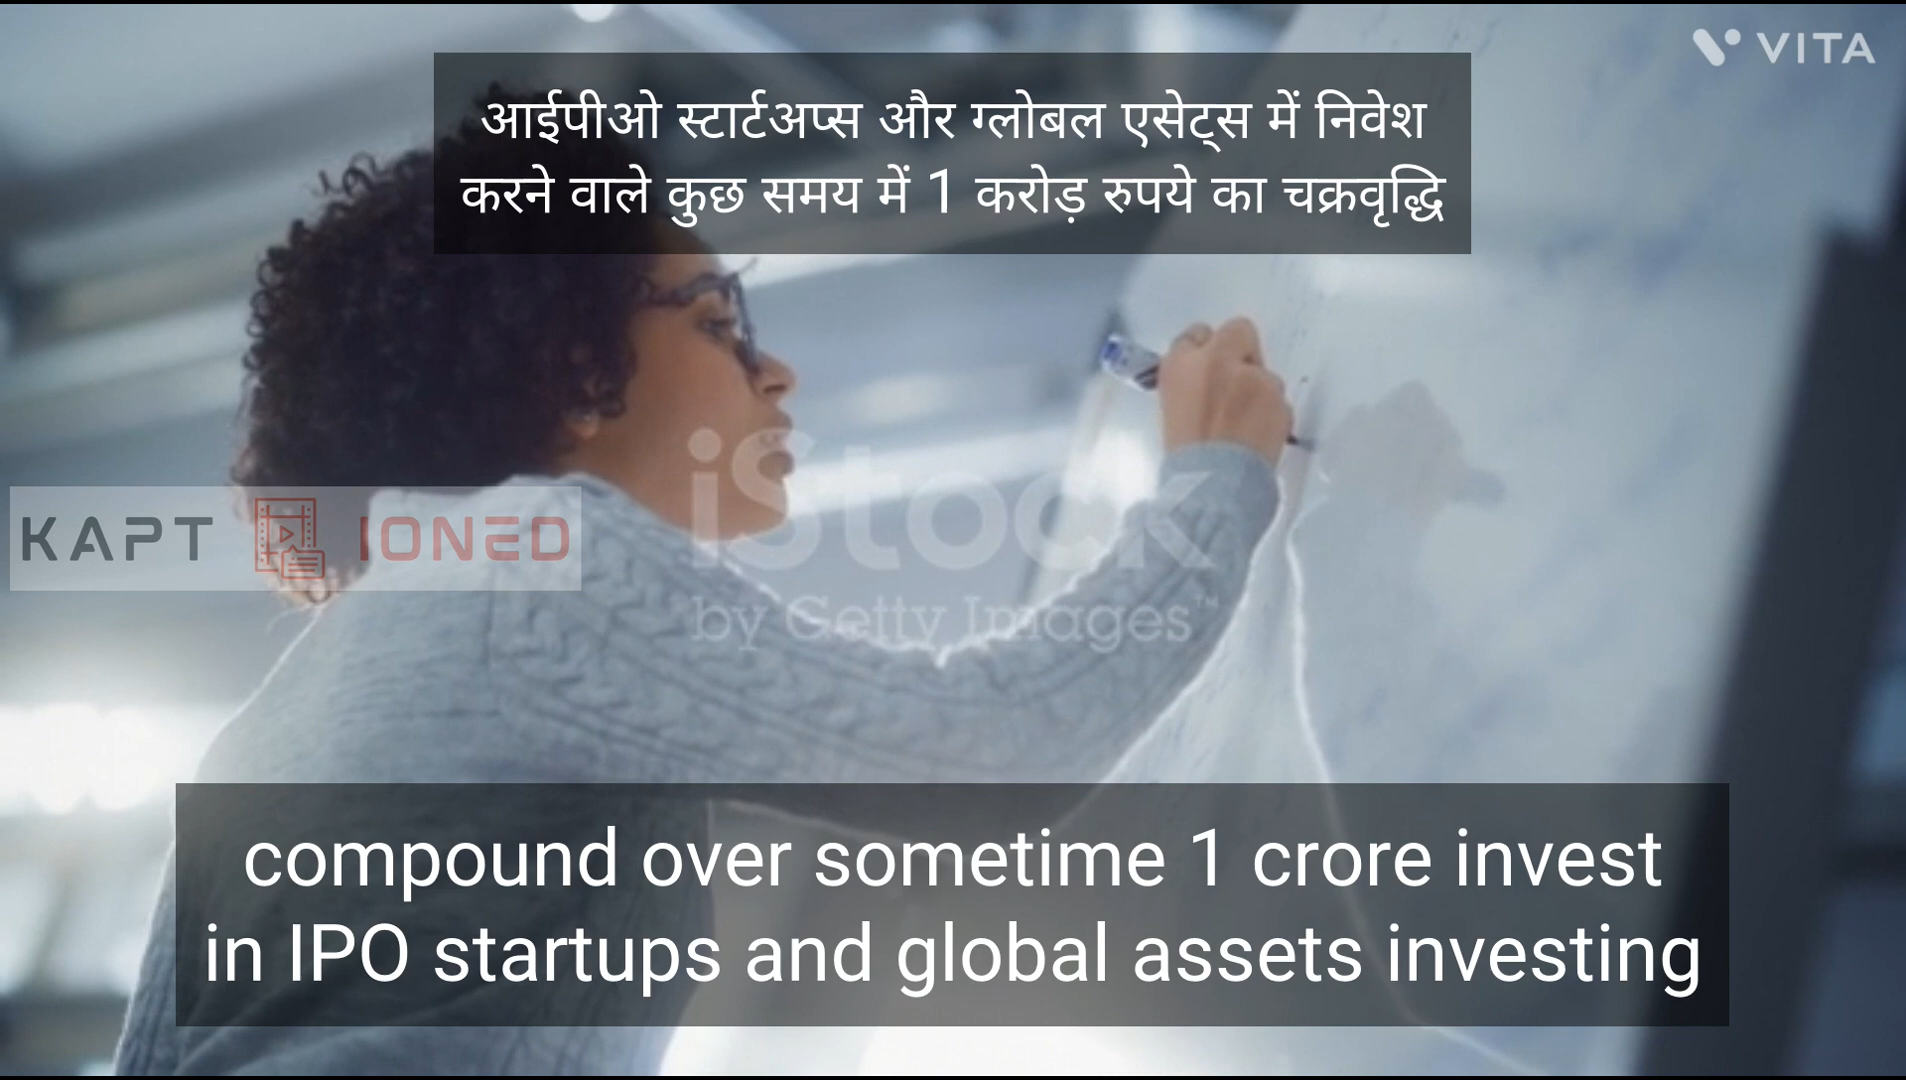 VITA
आईपीओ स्टार्टअप्स और ग्लोबल एसेट्स में निवेश
करने वाले कुछ समय में 1 करोड़ रुपये का चक्रवृद्धि
iStock
KAPT IONED
by Getty Images™
compound over sometime 1 crore invest
in IPO startups and global assets investing